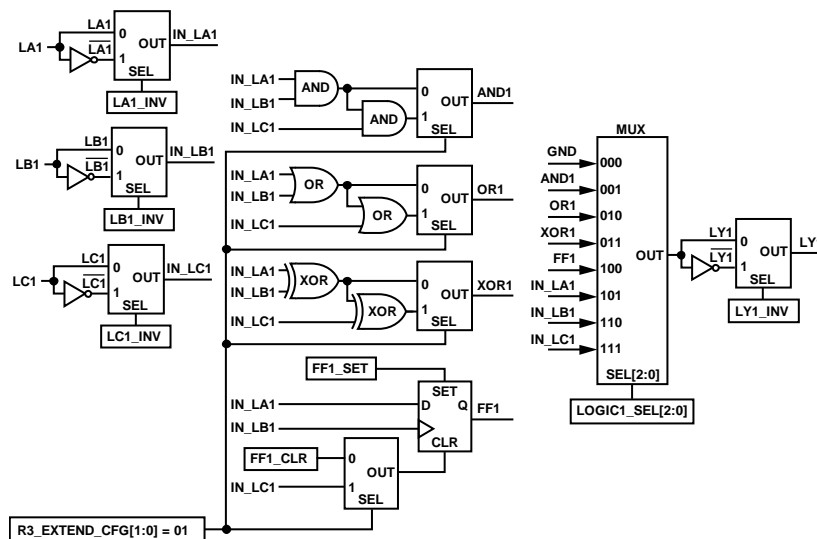 LA1
LA1
LA1
0
1
OUT
SEL
IN_LA1
LA1_INV
LB1
LB1
LB1
0
1
OUT
SEL
IN_LB1
LB1_INV
LC1
LC1
LC1
0
1
OUT
SEL
IN_LC1
LC1_INV
IN_LA1
IN_LB1
IN_LC1
AND
AND
0
1
OUT
SEL
AND1
IN_LA1
IN_LB1
IN_LC1
OR
OR
0
1
OUT
SEL
OR1
IN_LA1
IN_LB1
IN_LC1
XOR
XOR
0
1
OUT
SEL
XOR1
FF1_SET
IN_LA1
IN_LB1
SET
D
Q
CLR
FF1
FF1_CLR
IN_LC1
0
1
OUT
SEL
R3_EXTEND_CFG[1:0] = 01
MUX
GND
000
AND1
001
OR1
010
XOR1
011
FF1
100
IN_LA1
101
IN_LB1
110
IN_LC1
111
OUT
SEL[2:0]
LOGIC1_SEL[2:0]
LY1
LY1
0
1
OUT
SEL
LY1
LY1_INV